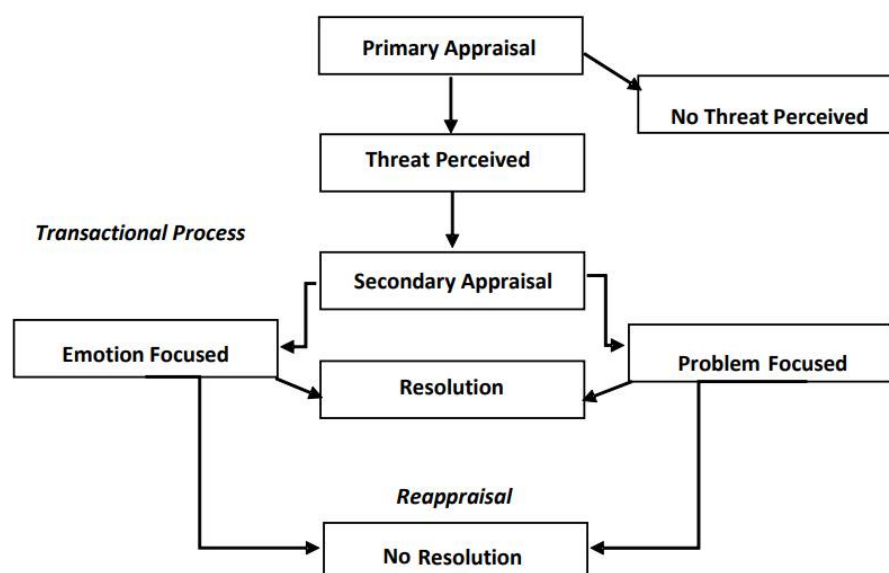 Primary Appraisal
No Threat Perceived
Threat Perceived
Transactional Process
Secondary Appraisal
Emotion Focused
Problem Focused
Resolution
Reappraisal
No Resolution